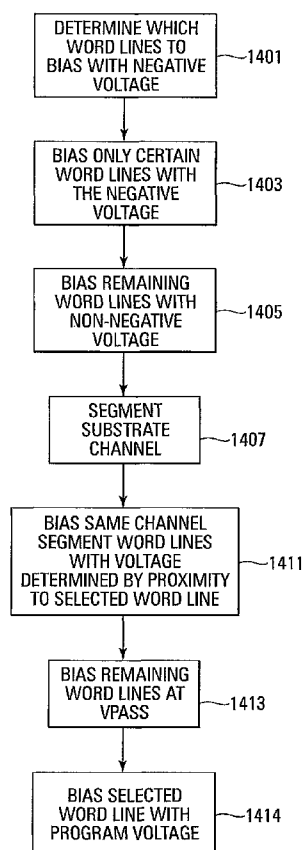 DETERMINE WHICH
WORD LINES TO
BIAS WITH NEGATIVE
VOLTAGE
1401
BIAS ONLY CERTAIN
WORD LINES WITH
THE NEGATIVE
VOLTAGE
1403
BIAS REMAINING
WORD LINES WITH
NON-NEGATIVE
VOLTAGE
1405
SEGMENT
SUBSTRATE
CHANNEL
1407
BIAS SAME CHANNEL
SEGMENT WORD LINES
WITH VOLTAGE
DETERMINED BY PROXIMITY
TO SELECTED WORD LINE
1411
BIAS REMAINING
WORD LINES AT
VPASS
1413
BIAS SELECTED
WORD LINE WITH
PROGRAM VOLTAGE
1414